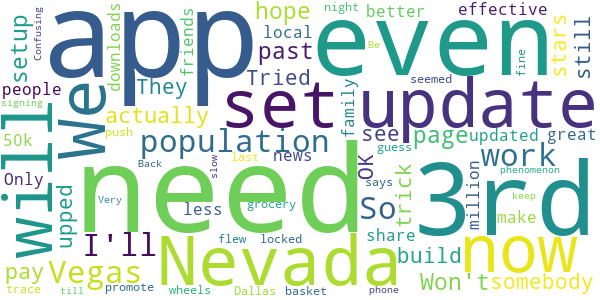 night
better
effective
Confusing
app
downloads
friends
hope
local
even
stars
still
setup
past
fine
Be
people
signing
We
They
Tried
set
update
seemed
actually
family
50k
push
population
see
page
updated
great
will
Only
need
Back
slow
last
news
OK
guess
work
phenomenon
says
trick
3rd
million
keep
upped
Very
less
grocery
So
share
make
I'll
flew
locked
build
now
pay
Vegas
Nevada
Won't
somebody
trace
till
promote
wheels
Dallas
basket
phone